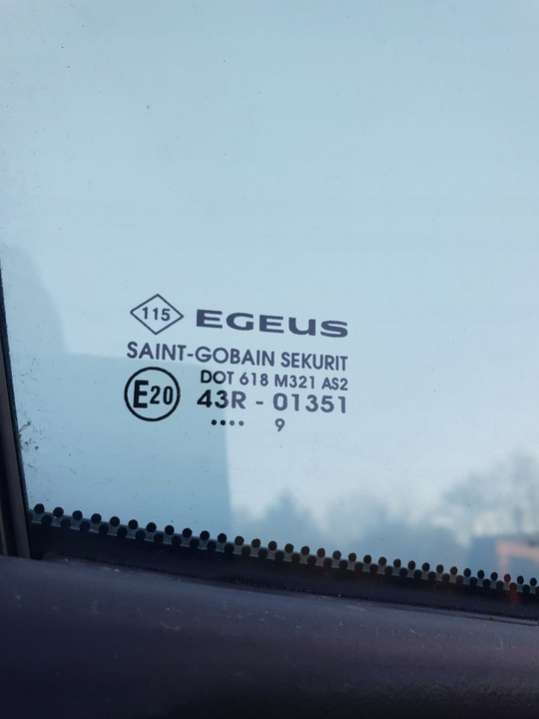 115 EGEUS
SAINT-GOBAIN SEKURIT
DOT 618 M321 AS2
E20 43R - 01351
•••• 9